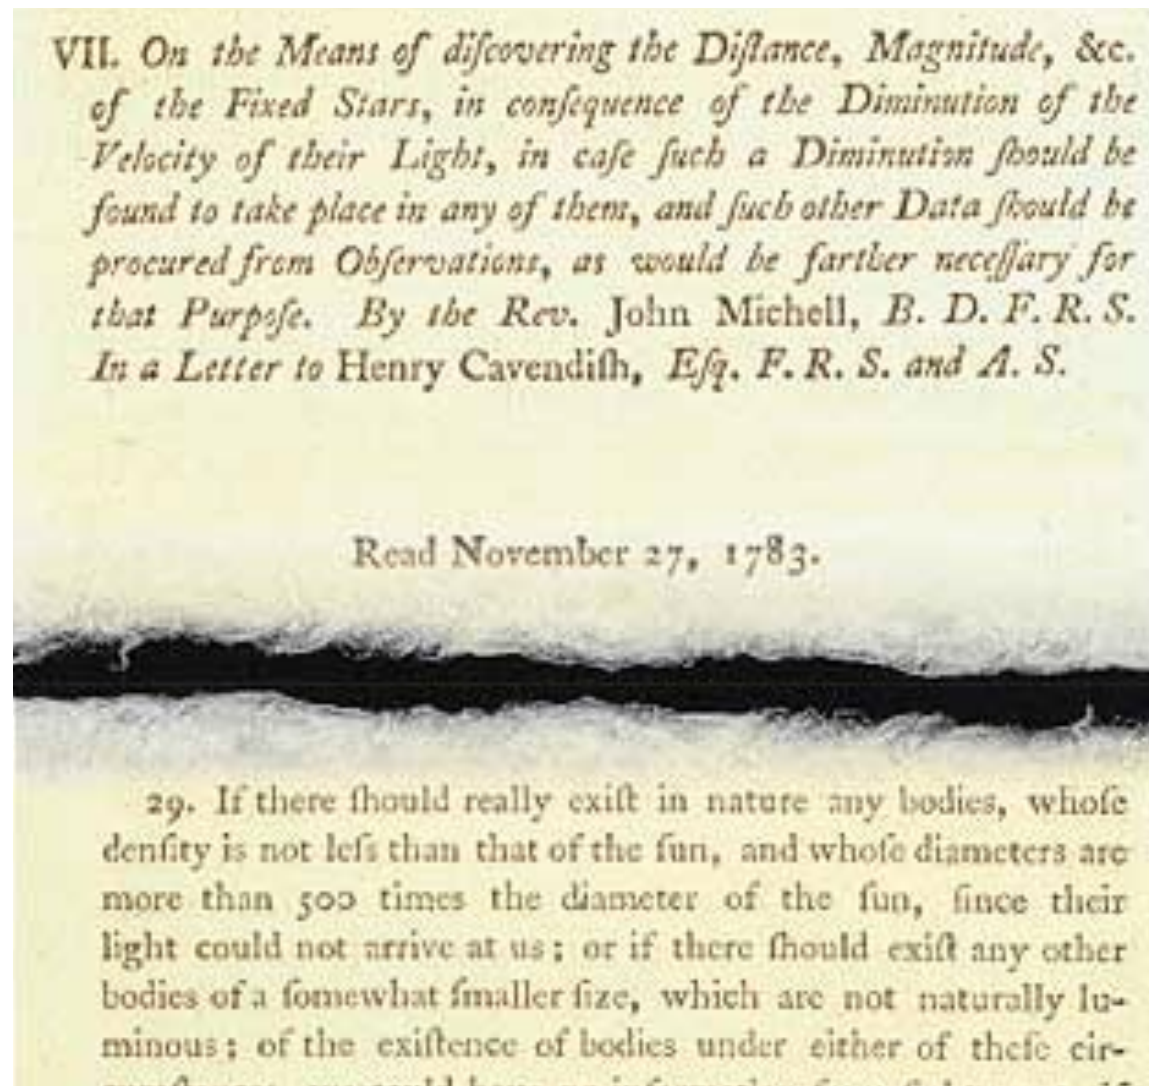 VII. On the Means of diſcovering the Diſtance, Magnitude, &c.
of the Fixed Stars, in conſequence of the Diminution of the
Velocity of their Light, in caſe ſuch a Diminution ſhould be
found to take place in any of them, and ſuch other Data ſhould be
procured from Obſervations, as would be farther neceſſary for
that Purpoſe. By the Rev. John Michell, B. D. F. R. S.
In a Letter to Henry Cavendiſh, Eſq. F. R. S. and A. S.
Read November 27, 1783.
29. If there ſhould really exiſt in nature any bodies, whoſe
denſity is not leſs than that of the ſun, and whoſe diameters are
more than 500 times the diameter of the ſun, ſince their
light could not arrive at us; or if there ſhould exiſt any other
bodies of a ſomewhat ſmaller ſize, which are not naturally lu-
minous; of the exiſtence of bodies under either of theſe cir-